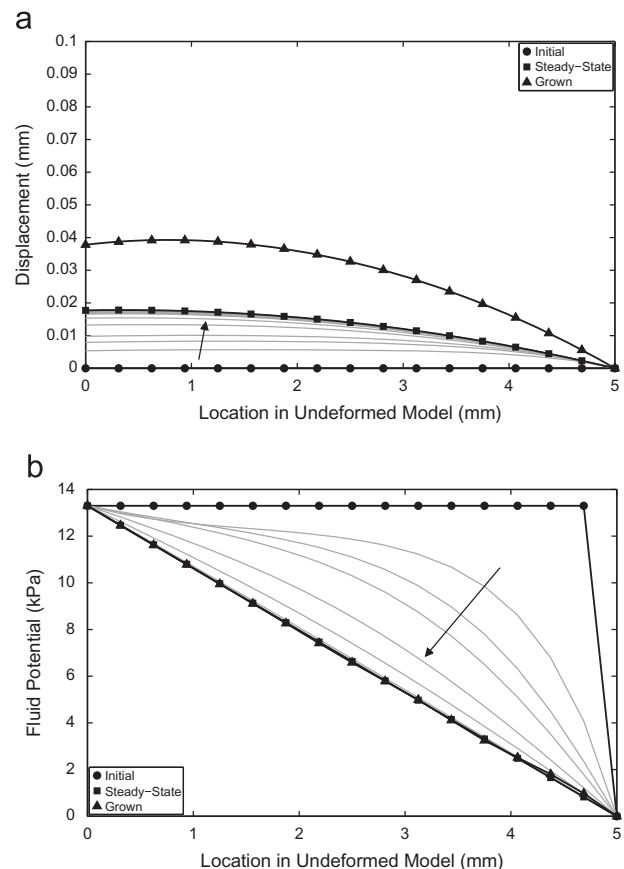 a
0.1
0.09
0.08
0.07
0.06
0.05
0.04
0.03
0.02
0.01
0
Displacement (mm)
Initial
Steady−State
Grown
0 1 2 3 4 5
Location in Undeformed Model (mm)
b
14
12
10
8
6
4
2
0
Fluid Potential (kPa)
Initial
Steady−State
Grown
0 1 2 3 4 5
Location in Undeformed Model (mm)